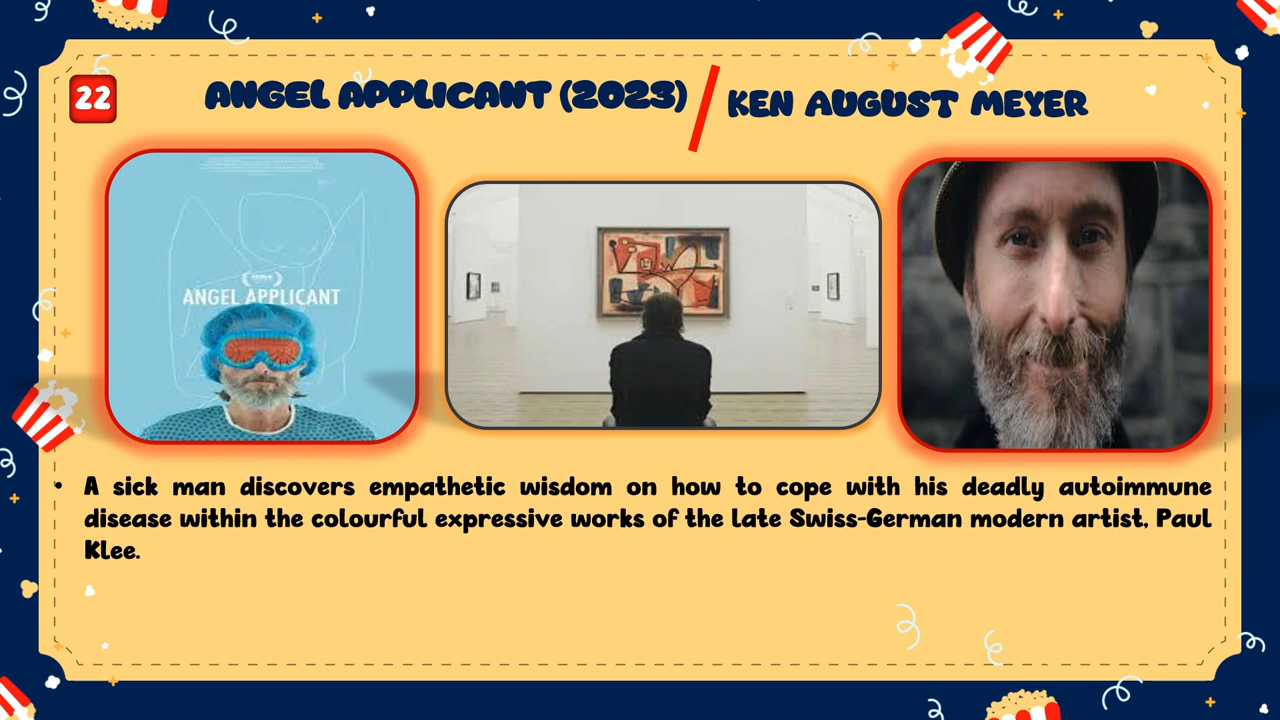 22
ANGEL APPLICANT (2023) / KEN AUGUST MEYER
ANGEL APPLICANT
• A sick man discovers empathetic wisdom on how to cope with his deadly autoimmune
disease within the colourful expressive works of the late Swiss-German modern artist, Paul
Klee.